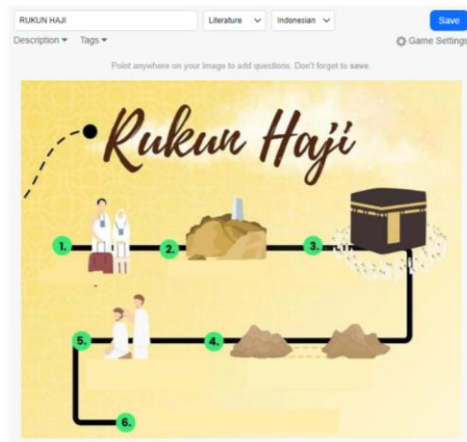 RUKUN HAJI
Literature
Indonesian
Save
Description
Tags
Game Settings
Point anywhere on your image to add questions. Don't forget to save.
Rukun Haji
1.
2.
3.
5.
4.
6.